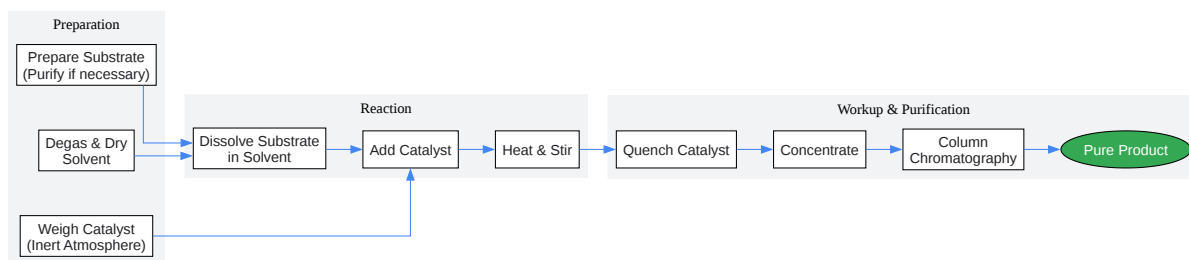 Preparation
Prepare Substrate
(Purify if necessary)
Degas & Dry
Solvent
Weigh Catalyst
(Inert Atmosphere)
Reaction
Dissolve Substrate
in Solvent
Add Catalyst
Heat & Stir
Workup & Purification
Quench Catalyst
Concentrate
Column
Chromatography
Pure Product